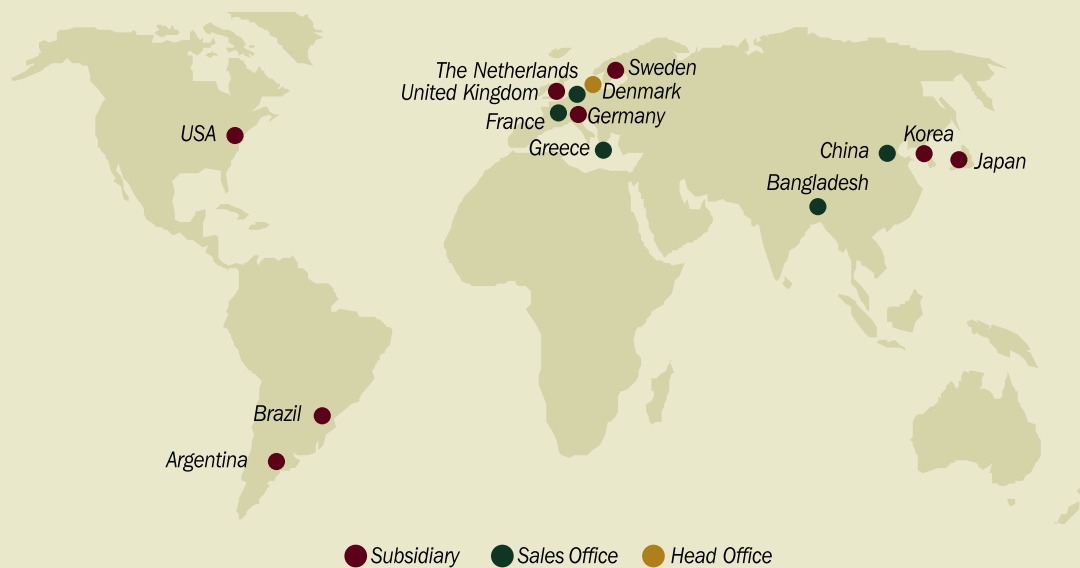 The Netherlands
Sweden
United Kingdom
Denmark
France
Germany
USA
Greece
Korea
China
Japan
Bangladesh
Brazil
Argentina
Subsidiary
Sales Office
Head Office